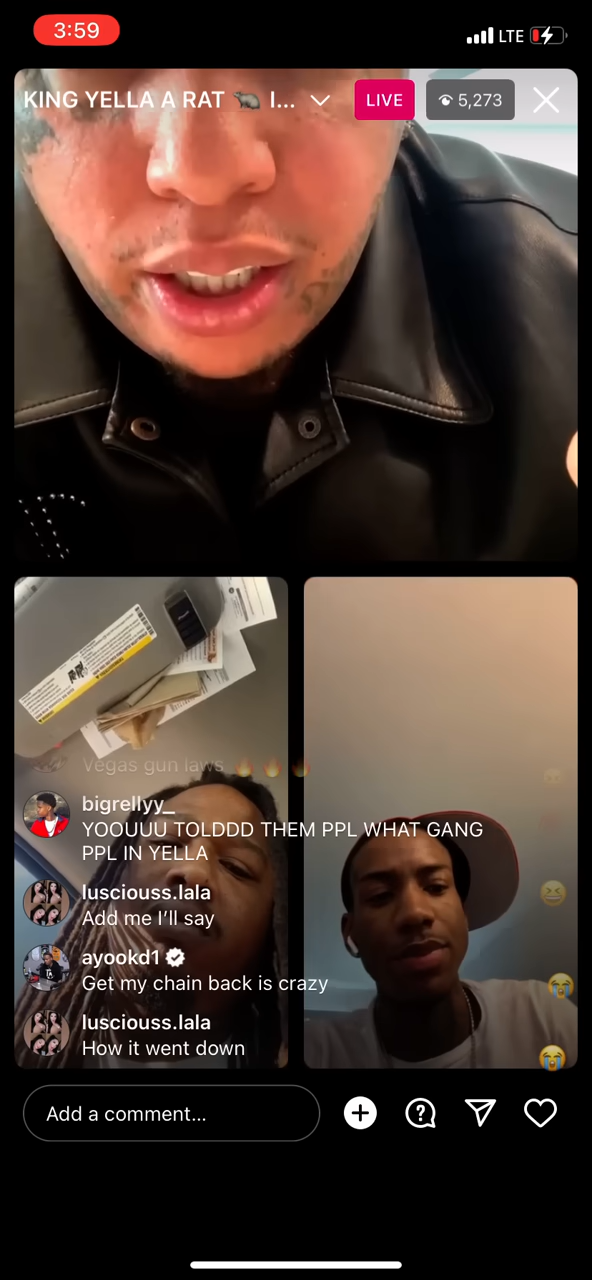 3:59
LTE
KING YELLA A RAT 🐀 I...
LIVE
5,273
Vegas gun laws 🔥🔥🔥
bigrellyy_
YOOUUU TOLDDD THEM PPL WHAT GANG
PPL IN YELLA
lusciouss.lala
Add me I'll say
ayookd1
Get my chain back is crazy
lusciouss.lala
How it went down
Add a comment...